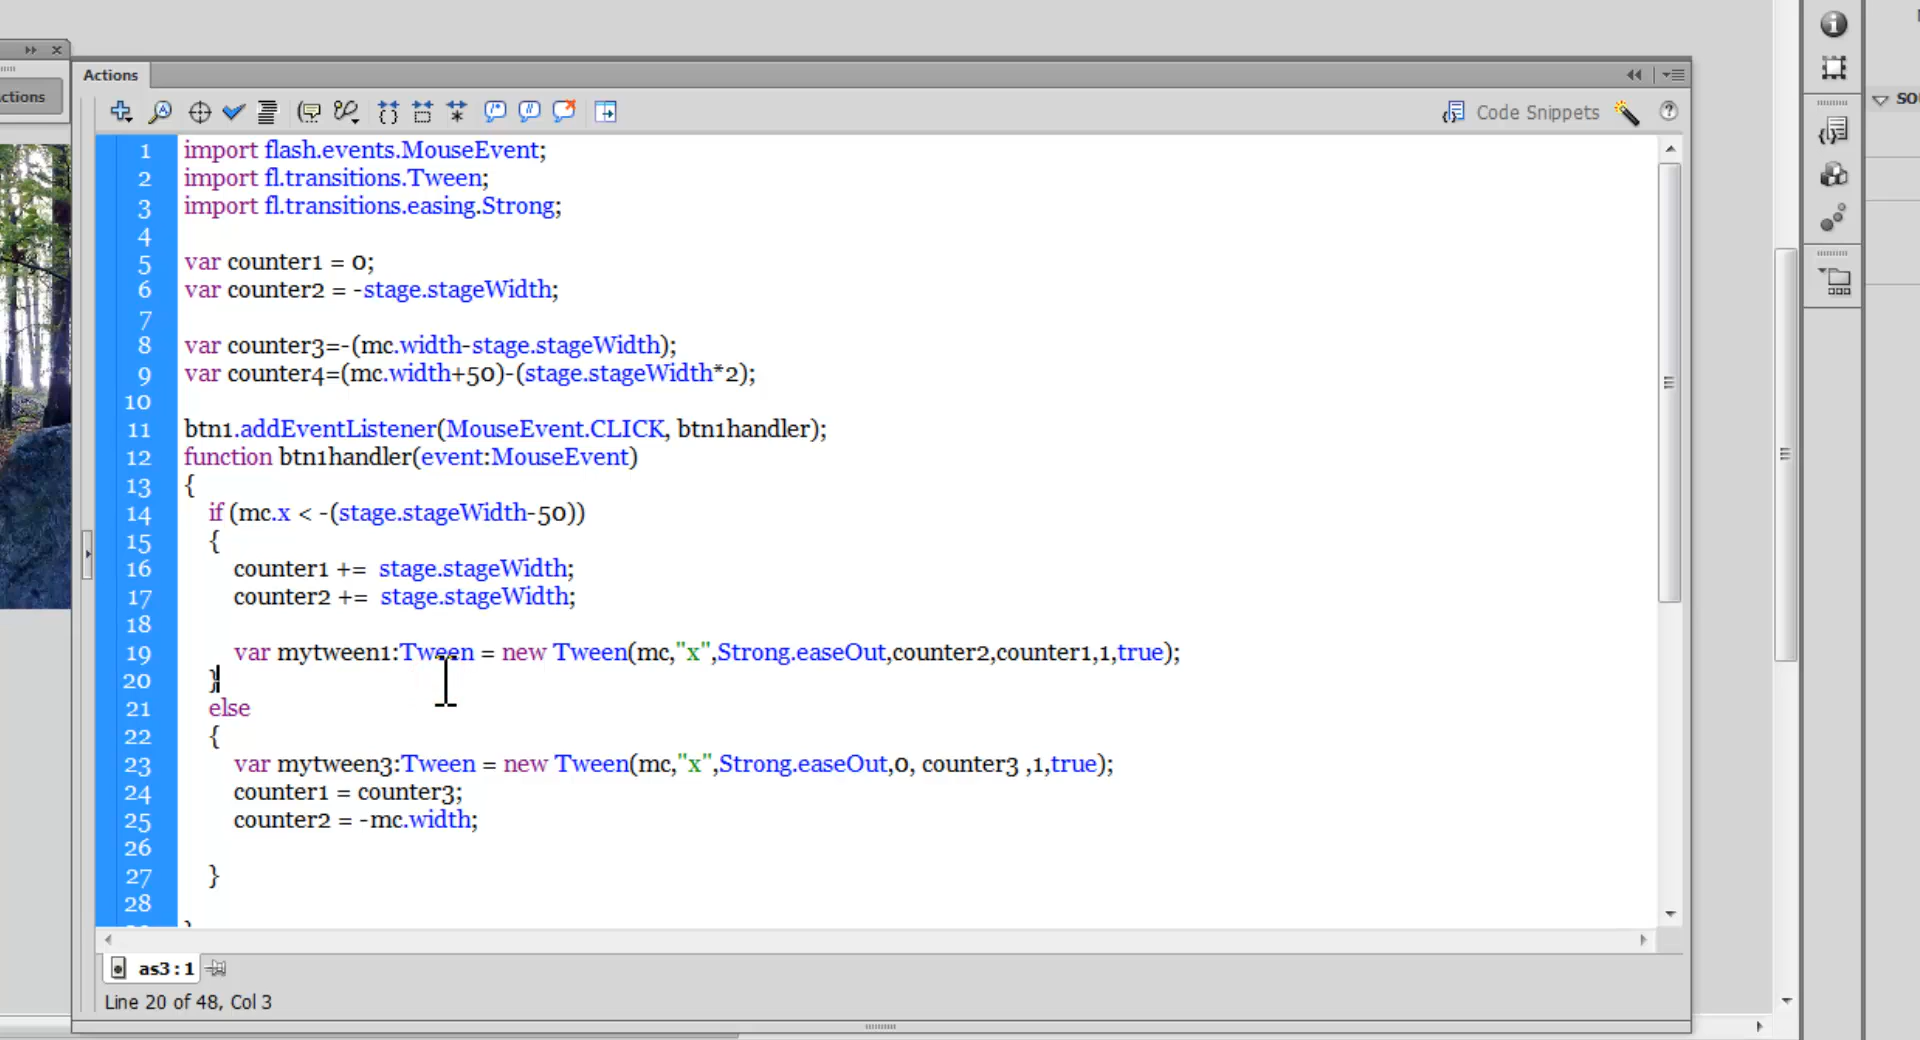 ctions
Actions
Code Snippets
SO
1 import flash.events.MouseEvent;
2 import fl.transitions.Tween;
3 import fl.transitions.easing.Strong;
4
5 var counter1 = 0;
6 var counter2 = -stage.stageWidth;
7
8 var counter3=-(mc.width-stage.stageWidth);
9 var counter4=(mc.width+50)-(stage.stageWidth*2);
10
11 btn1.addEventListener(MouseEvent.CLICK, btn1handler);
12 function btn1handler(event:MouseEvent)
13 {
14 if (mc.x < -(stage.stageWidth-50))
15 {
16 counter1 += stage.stageWidth;
17 counter2 += stage.stageWidth;
18
19 var mytween1:Tween = new Tween(mc,"x",Strong.easeOut,counter2,counter1,1,true);
20 }
21 else
22 {
23 var mytween3:Tween = new Tween(mc,"x",Strong.easeOut,0, counter3 ,1,true);
24 counter1 = counter3;
25 counter2 = -mc.width;
26
27 }
28
as3:1
Line 20 of 48, Col 3